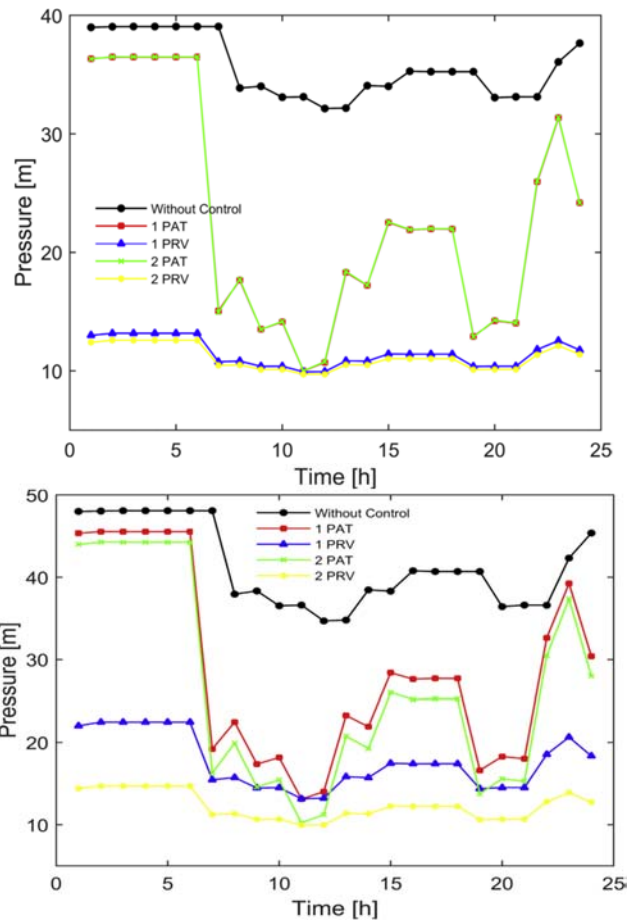 40
30
20
10
Pressure [m]
Without Control
1 PAT
1 PRV
2 PAT
2 PRV
0 5 10 15 20 25
Time [h]
50
40
30
20
10
Pressure [m]
Without Control
1 PAT
1 PRV
2 PAT
2 PRV
0 5 10 15 20 25
Time [h]